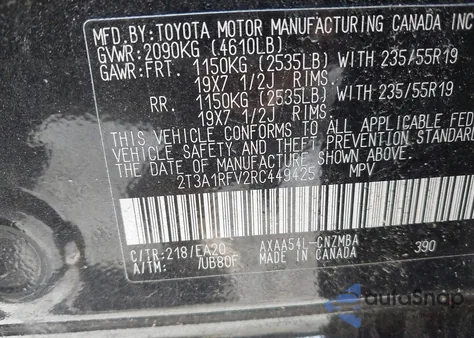 MFD.BY:TOYOTA MOTOR MANUFACTURING CANADA INC
GVWR:2090KG (4610LB)
GAWR:FRT. 1150KG (2535LB) WITH 235/55R19
19X7 1/2J RIMS.
RR. 1150KG (2535LB) WITH 235/55R19
19X7 1/2J RIMS.
THIS VEHICLE CONFORMS TO ALL APPLICABLE FED
VEHICLE SAFETY AND THEFT PREVENTION STANDARD
DATE OF MANUFACTURE SHOWN ABOVE.
2T3A1RFV2RC449425 MPV
C/TR:218/EA20 AXAA54L-CNZMBA 390
A/TM: /UB80F MADE IN CANADA
autoSnap